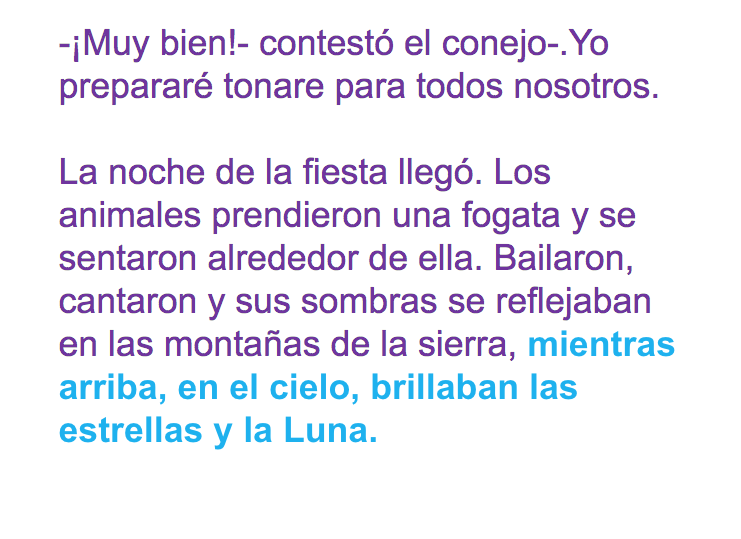 -¡Muy bien!- contestó el conejo-.Yo
prepararé tonare para todos nosotros.
La noche de la fiesta llegó. Los
animales prendieron una fogata y se
sentaron alrededor de ella. Bailaron,
cantaron y sus sombras se reflejaban
en las montañas de la sierra, mientras
arriba, en el cielo, brillaban las
estrellas y la Luna.